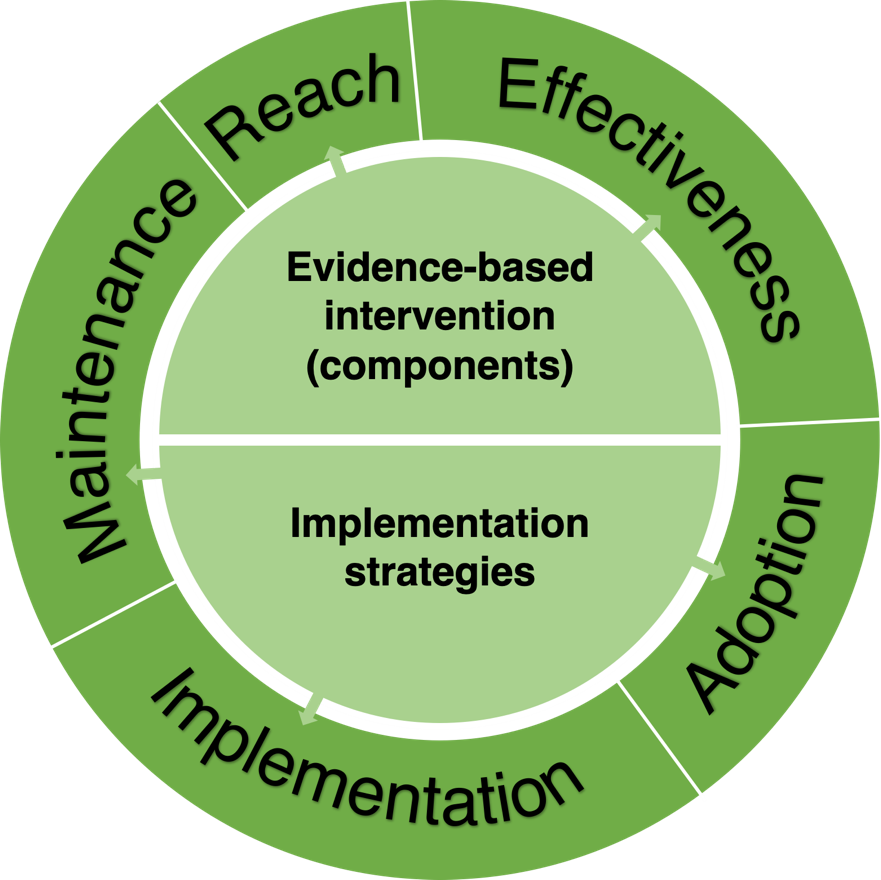 Reach
Effectiveness
Maintenance
Evidence-based
intervention
(components)
Implementation
strategies
Adoption
Implementation